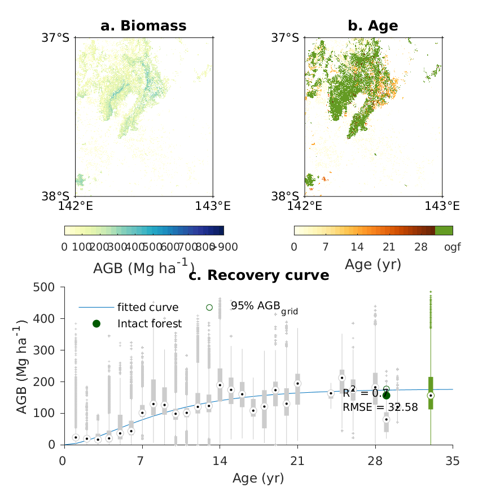 a. Biomass
b. Age
37°S
37°S
38°S
38°S
142°E
143°E
142°E
143°E
0 100 200 300 400 500 600 700 800 >900
AGB (Mg ha⁻¹)
0 7 14 21 28 ogf
Age (yr)
c. Recovery curve
500
400
300
200
100
0
AGB (Mg ha⁻¹)
fitted curve
95% AGB_grid
Intact forest
R² = 0.
RMSE = 32.58
0 7 14 21 28 35
Age (yr)